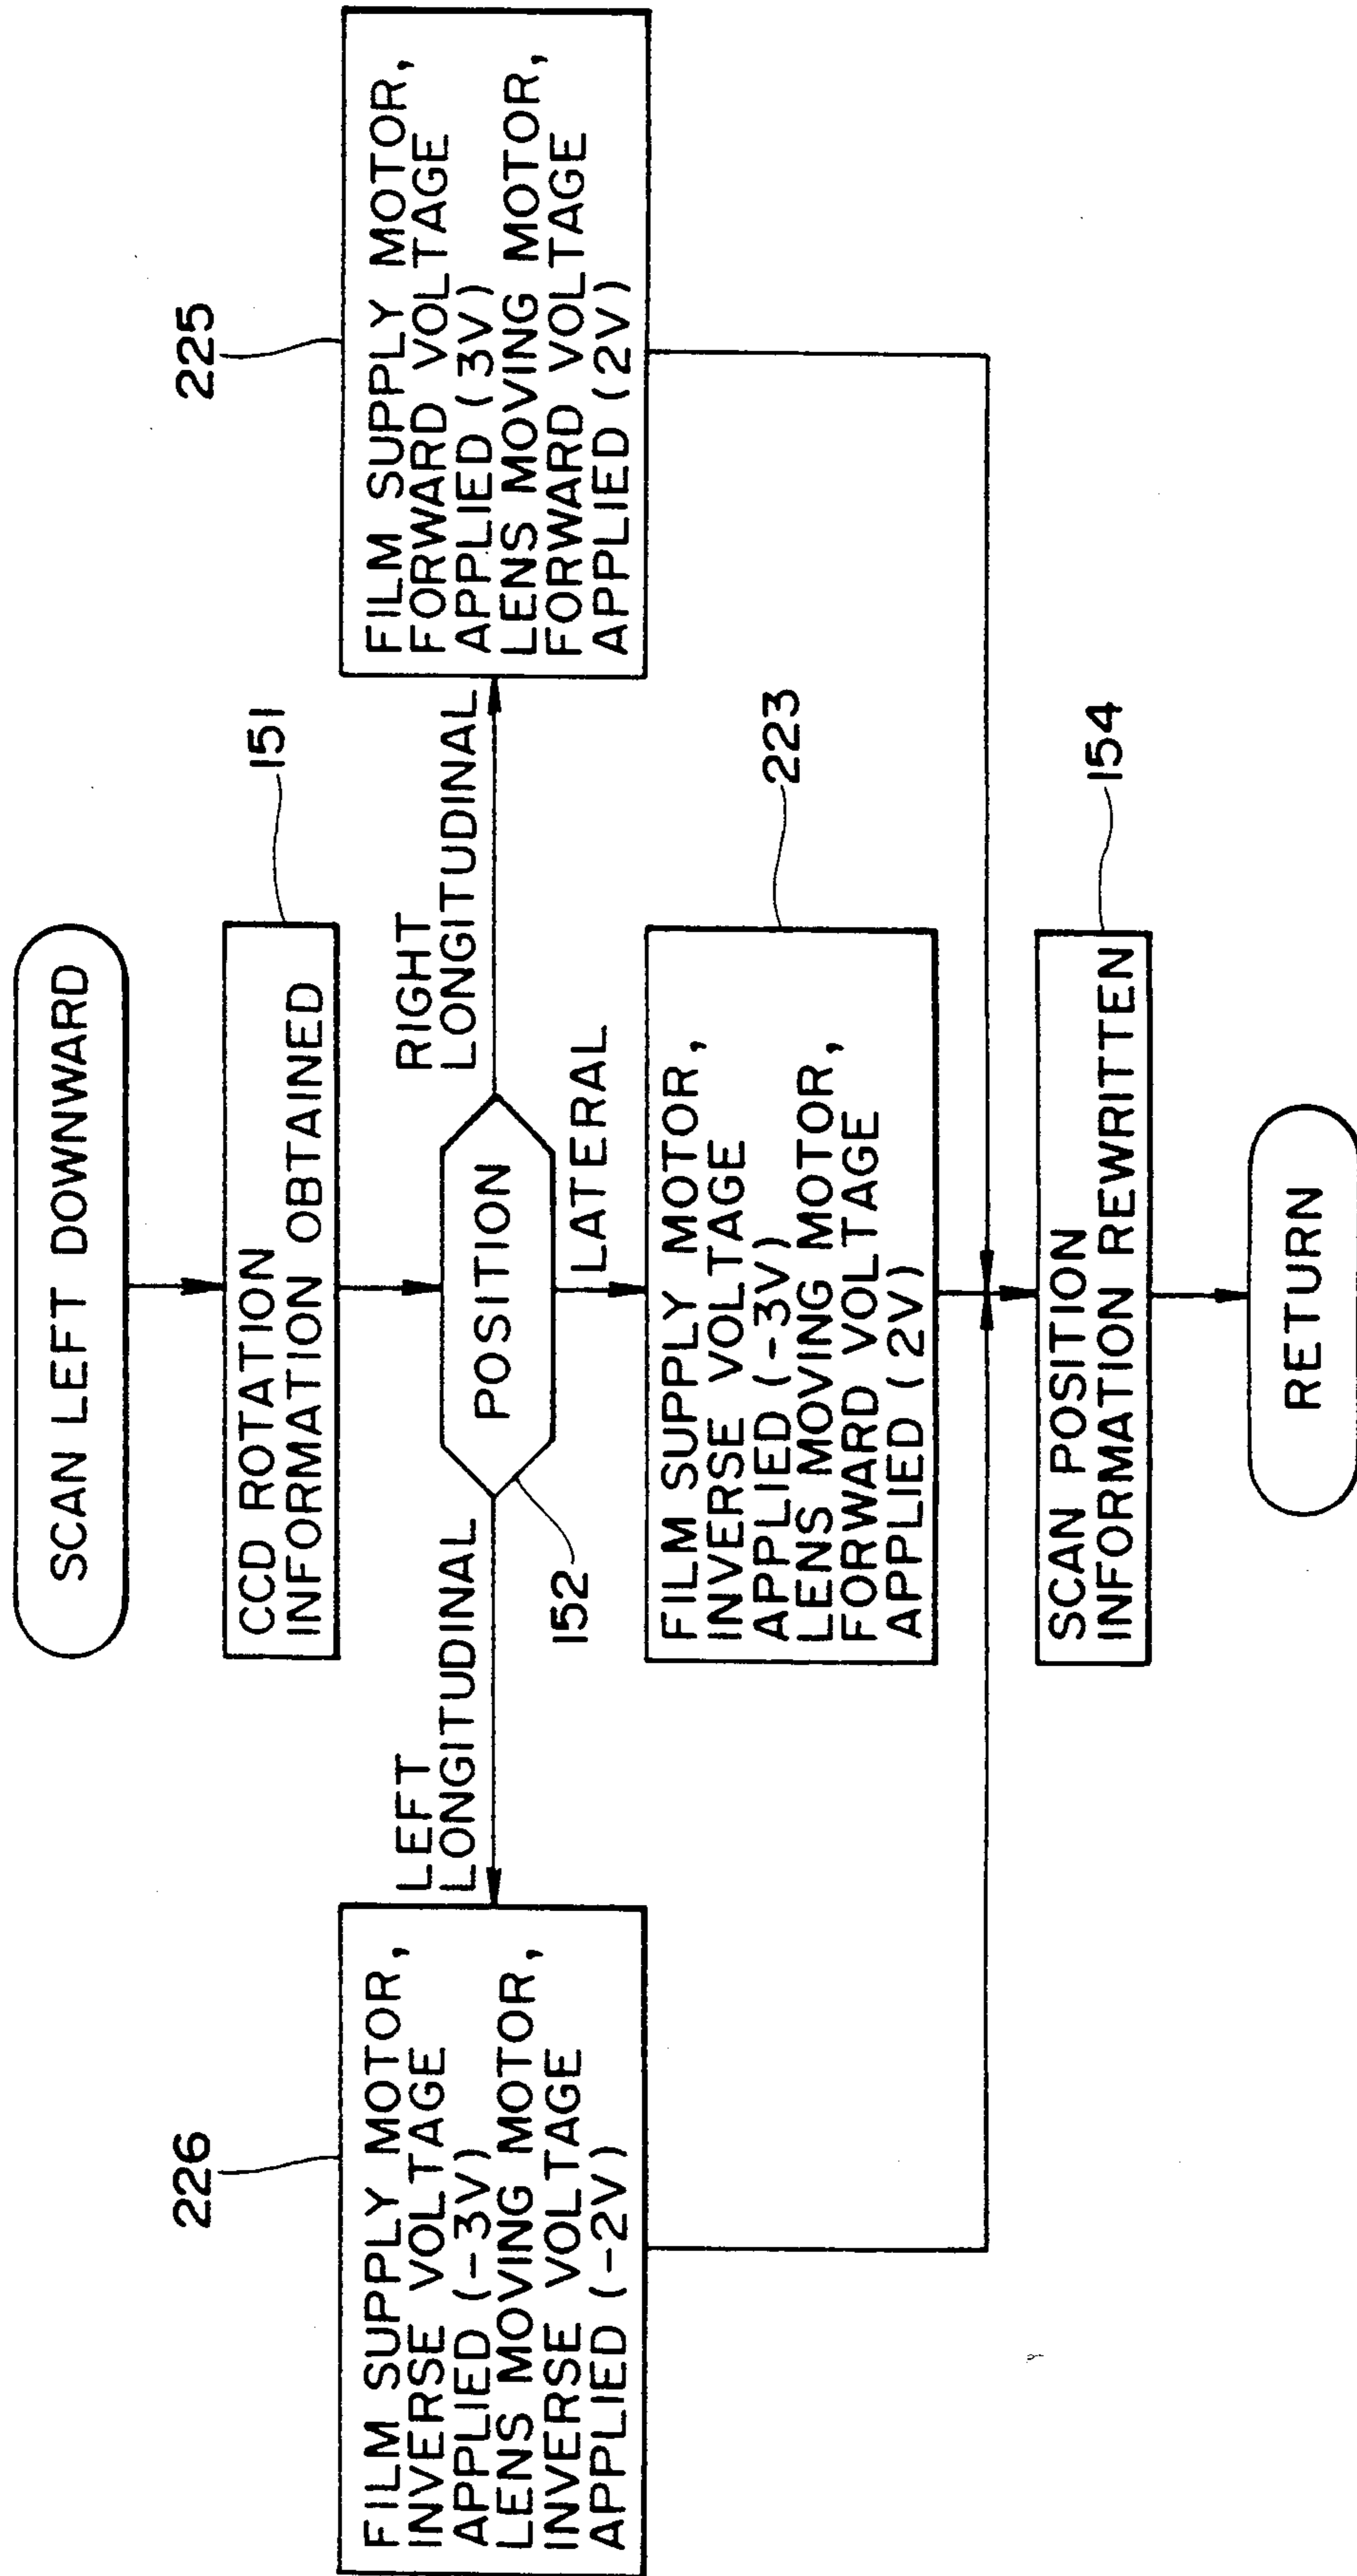 SCAN LEFT DOWNWARD
CCD ROTATION
INFORMATION OBTAINED
151
POSITION
152
LEFT
LONGITUDINAL
RIGHT
LONGITUDINAL
LATERAL
226
FILM SUPPLY MOTOR,
INVERSE VOLTAGE
APPLIED (-3V)
LENS MOVING MOTOR,
INVERSE VOLTAGE
APPLIED (-2V)
225
FILM SUPPLY MOTOR,
FORWARD VOLTAGE
APPLIED (3V)
LENS MOVING MOTOR,
FORWARD VOLTAGE
APPLIED (2V)
223
FILM SUPPLY MOTOR,
INVERSE VOLTAGE
APPLIED (-3V)
LENS MOVING MOTOR,
FORWARD VOLTAGE
APPLIED (2V)
SCAN POSITION
INFORMATION REWRITTEN
154
RETURN